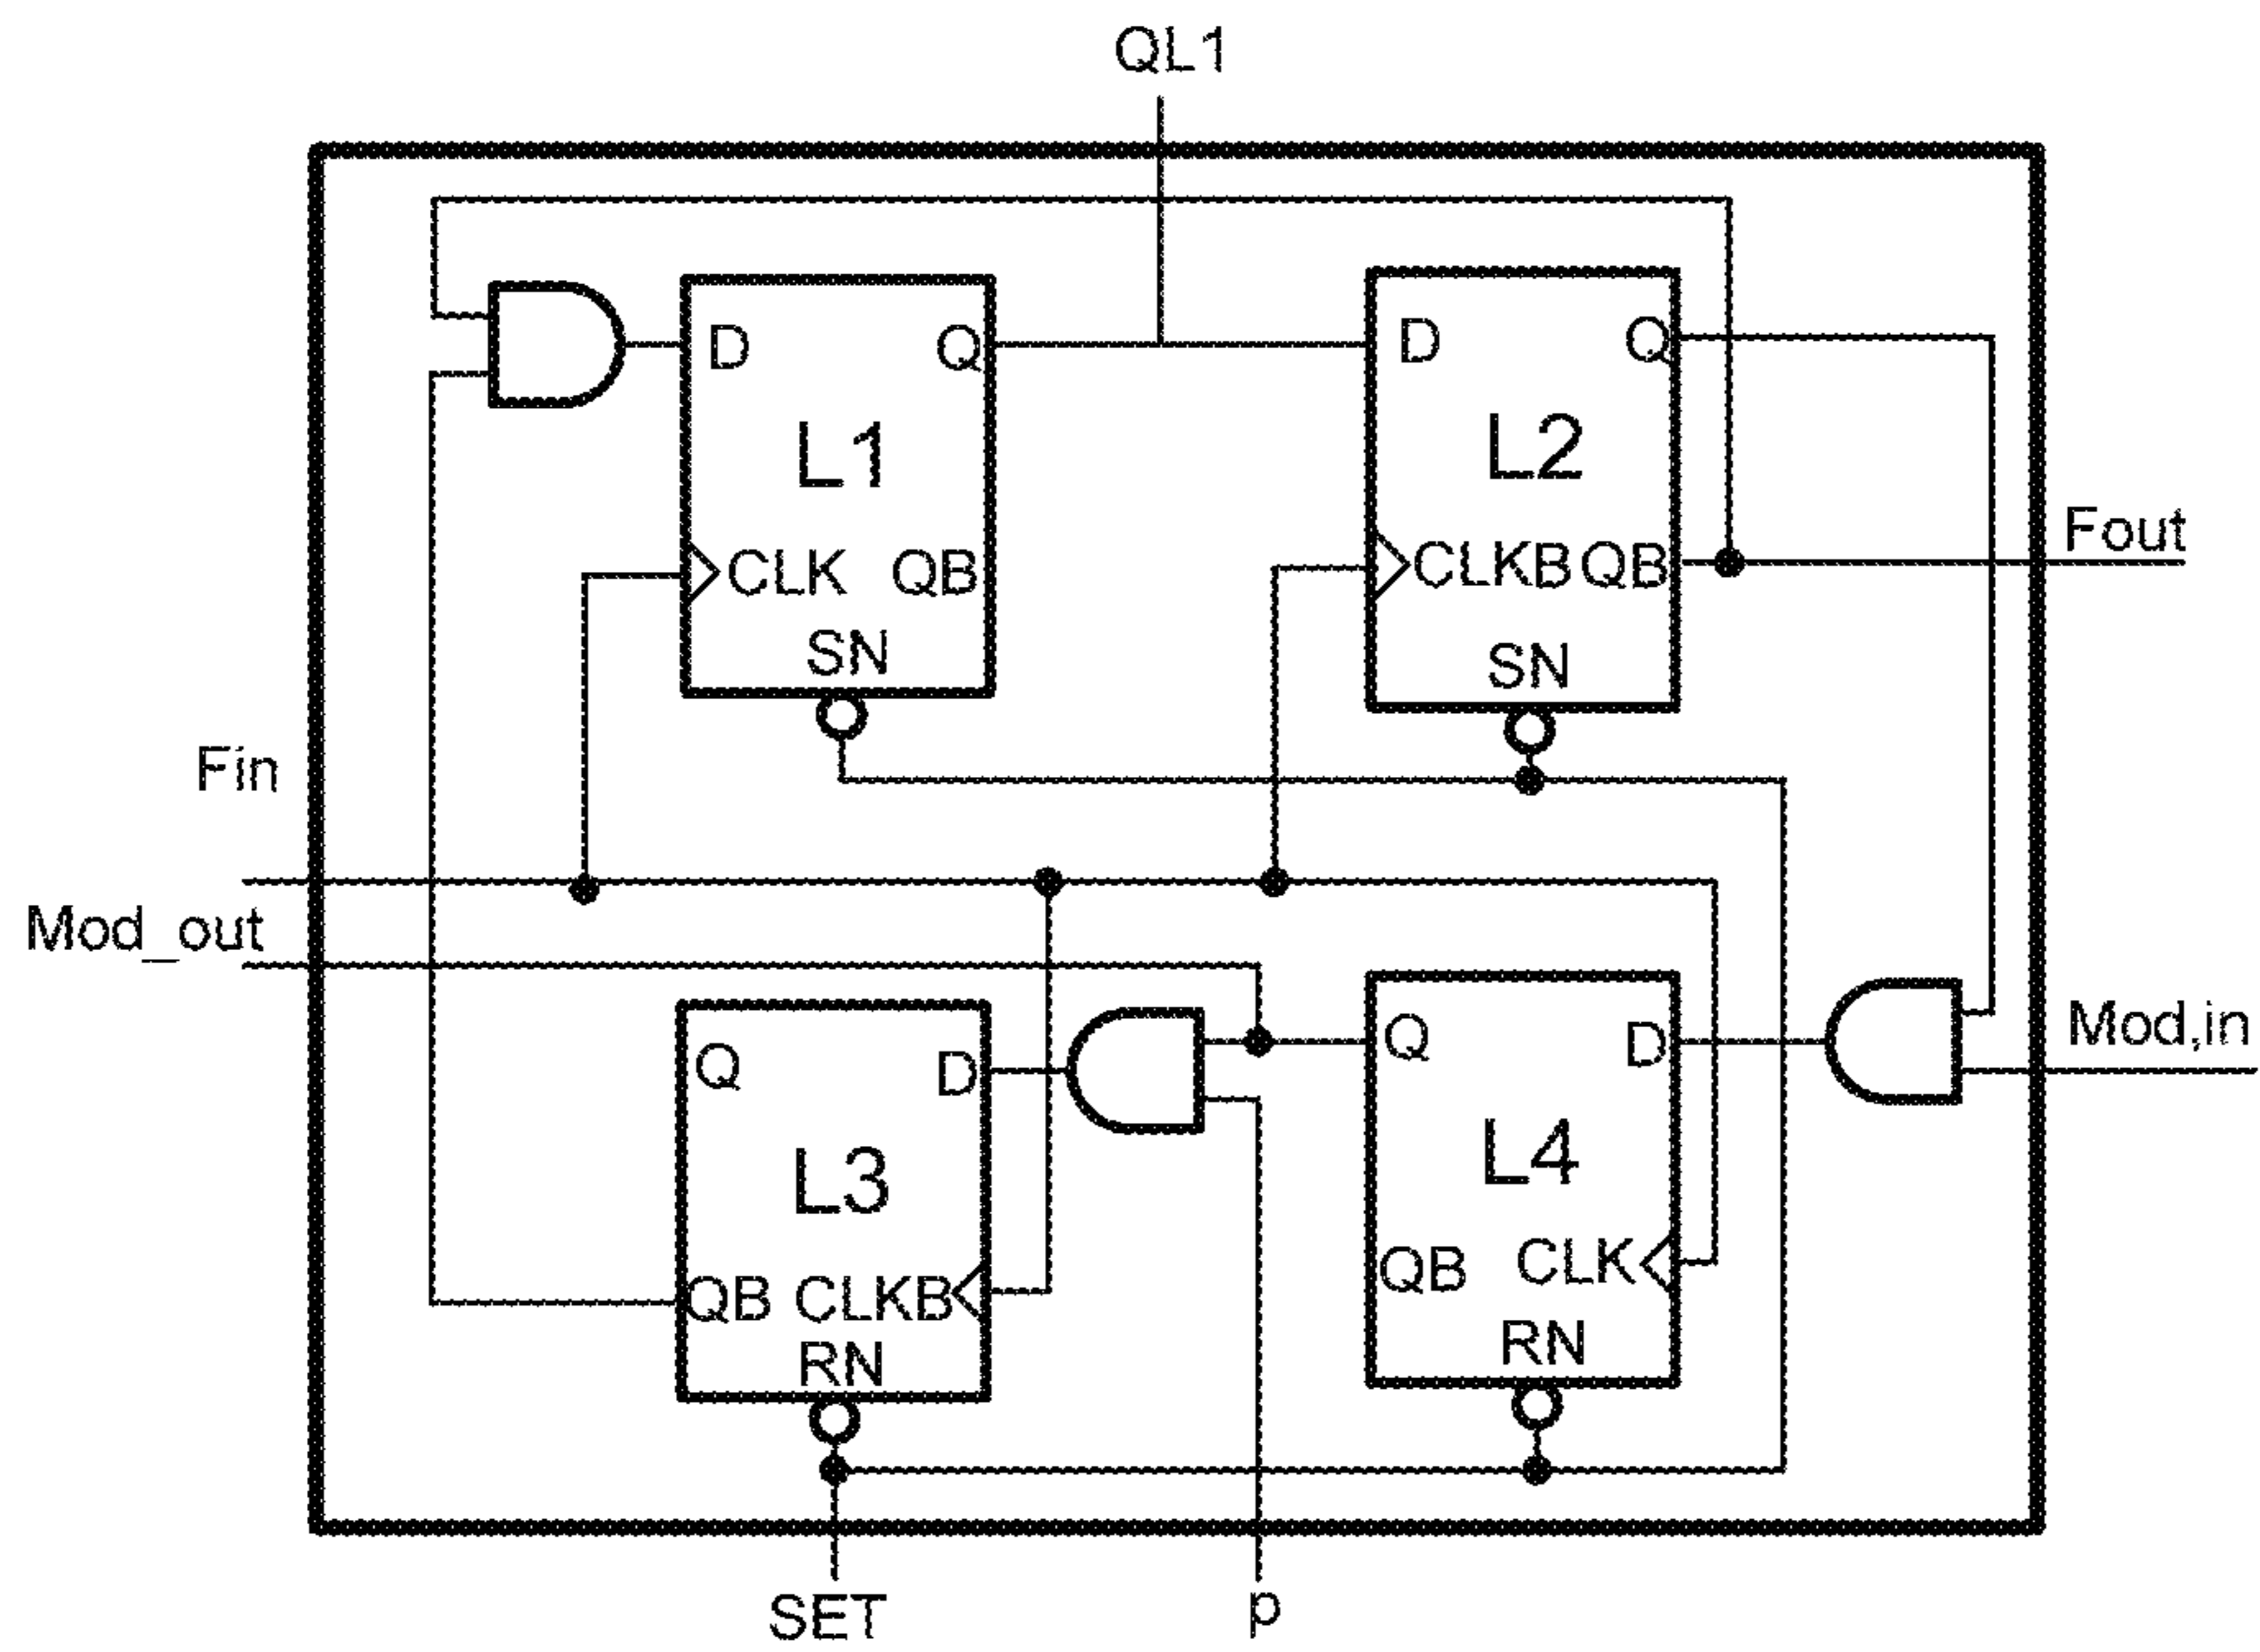 QL1
D Q
L1
CLK QB
SN
D Q
L2
CLKB QB
SN
Fout
Fin
Mod_out
Q D
L3
QB CLKB
RN
Q D
L4
QB CLK
RN
Mod,in
SET
p